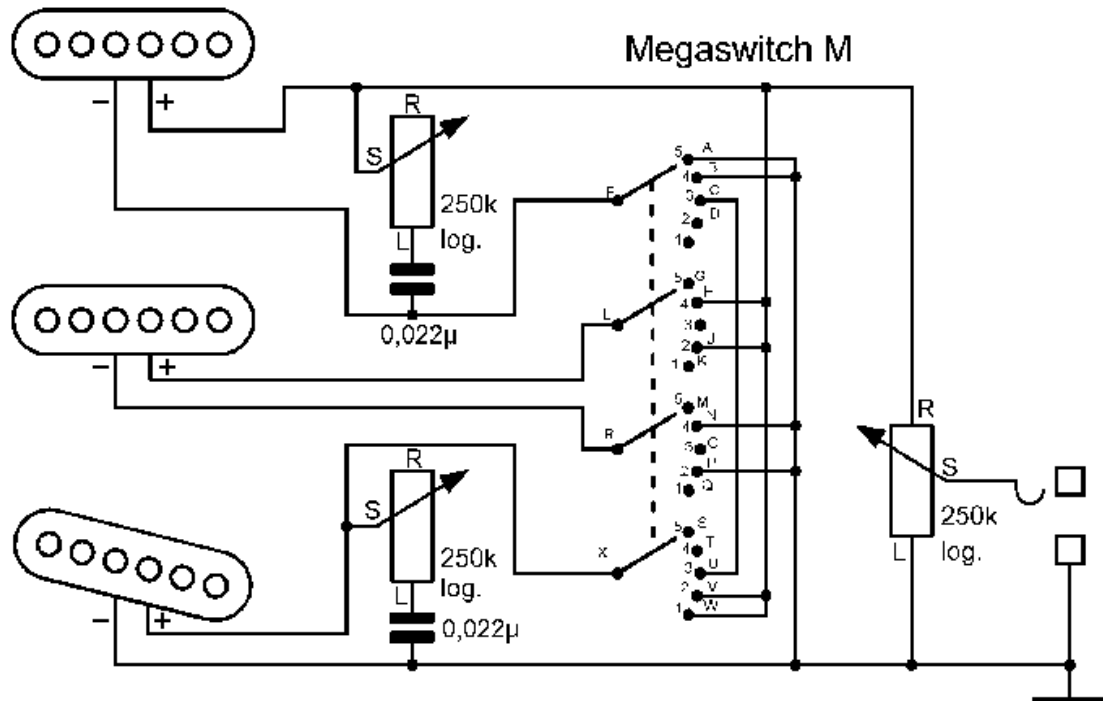 Megaswitch M
− +
R
S
250k
log.
L
0,022µ
5 A
4 B
3 C
2 D
1
F
5 G
4 H
3
2 J
1 K
L
− +
5 M
4 N
3 O
2 P
1 Q
R
R
S
250k
log.
L
0,022µ
5 S
4 T
3 U
2 V
1 W
X
− +
R
S
250k
log.
L